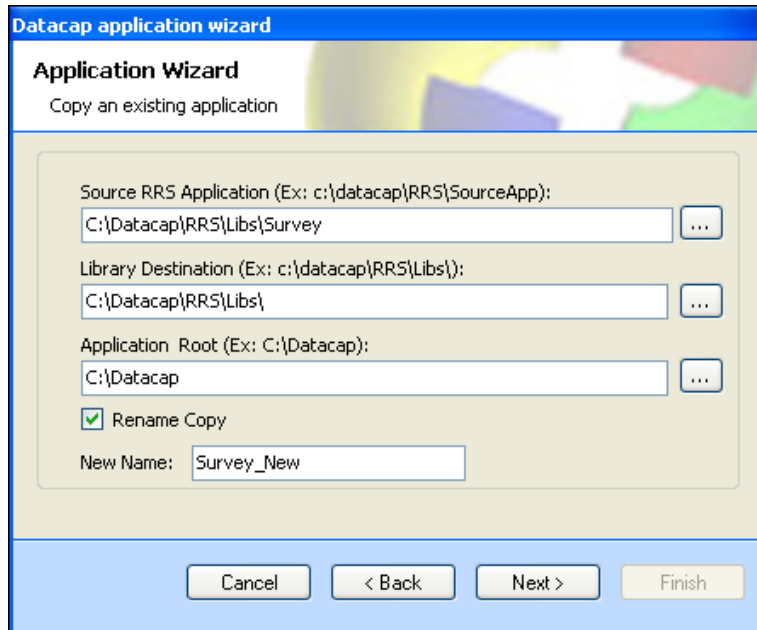 Datacap application wizard
Application Wizard
Copy an existing application
Source RRS Application (Ex: c:\datacap\RRS\SourceApp):
C:\Datacap\RRS\Libs\Survey
...
Library Destination (Ex: c:\datacap\RRS\Libs\):
C:\Datacap\RRS\Libs\
...
Application Root (Ex: C:\Datacap):
C:\Datacap
...
Rename Copy
New Name: Survey_New
Cancel < Back Next > Finish